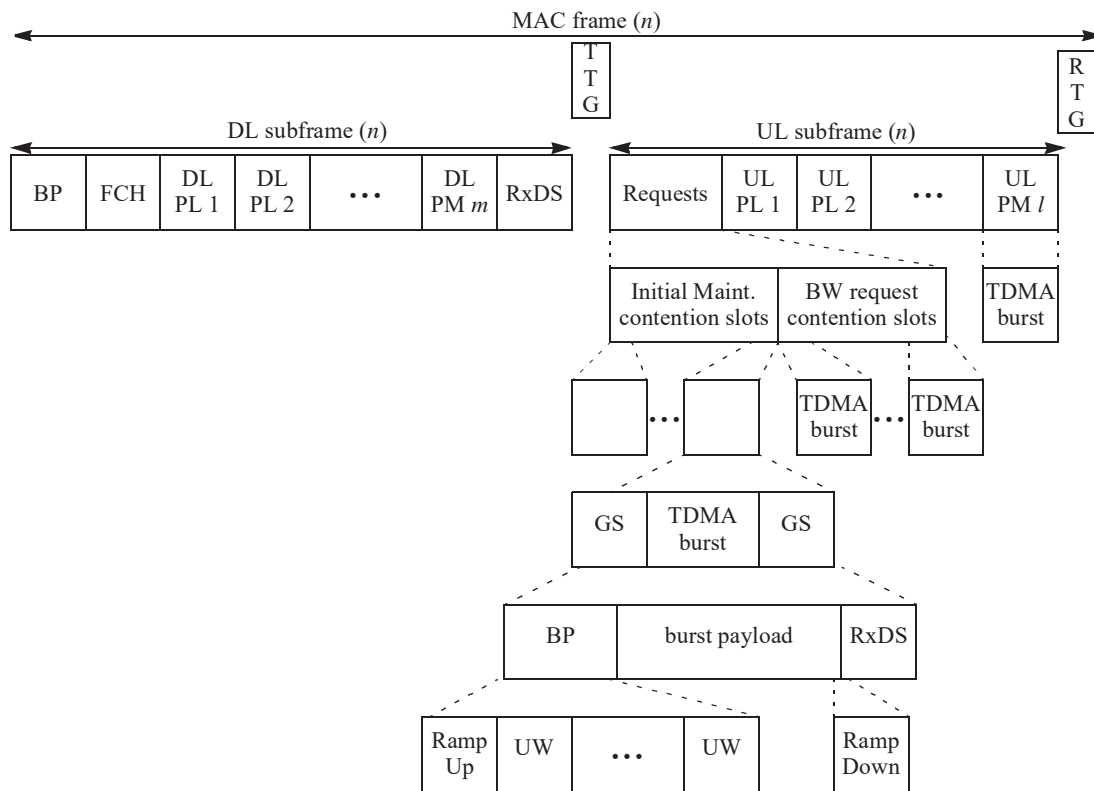 MAC frame (n)
T
T
G
R
T
G
DL subframe (n)
UL subframe (n)
BP
FCH
DL
PL 1
DL
PL 2
...
DL
PM m
RxDS
Requests
UL
PL 1
UL
PL 2
...
UL
PM l
Initial Maint.
contention slots
BW request
contention slots
TDMA
burst
...
TDMA
burst
...
TDMA
burst
GS
TDMA
burst
GS
BP
burst payload
RxDS
Ramp
Up
UW
...
UW
Ramp
Down